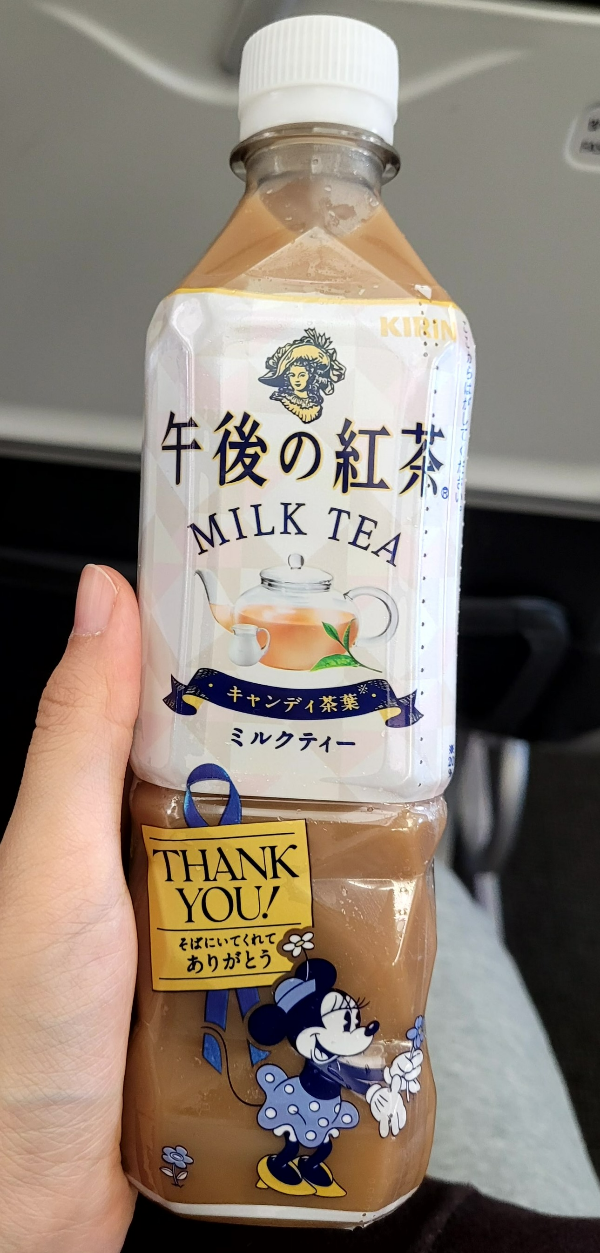 KIRIN
午後の紅茶®
MILK TEA
キャンディ茶葉※
ミルクティー
THANK
YOU!
そばにいてくれて
ありがとう